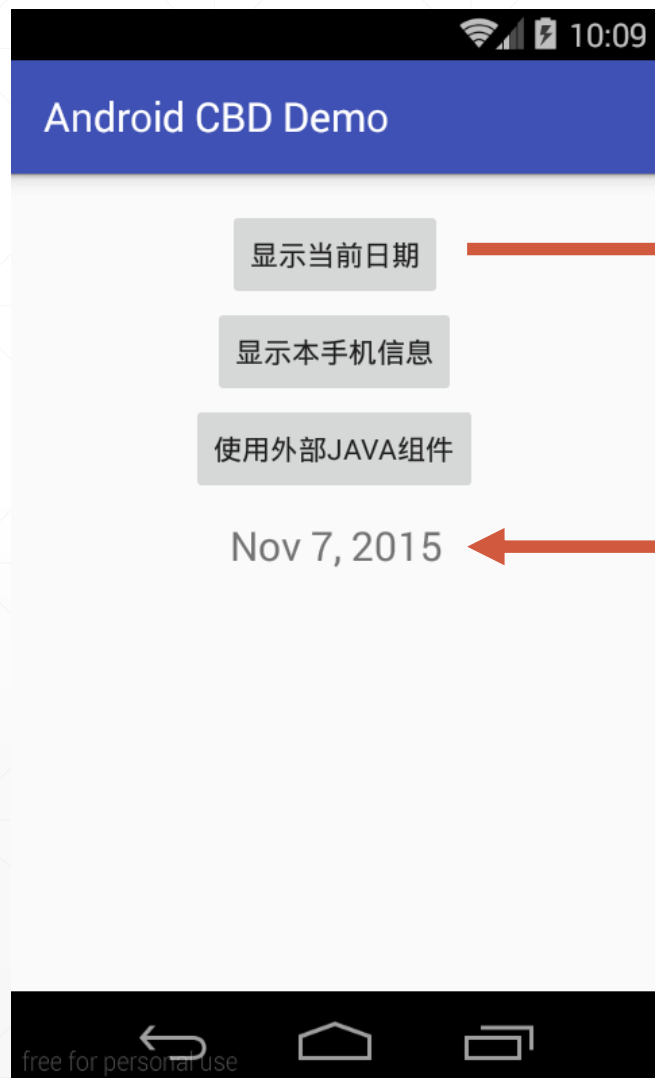 10:09
Android CBD Demo
显示当前日期
显示本手机信息
使用外部JAVA组件
Nov 7, 2015
free for personal use